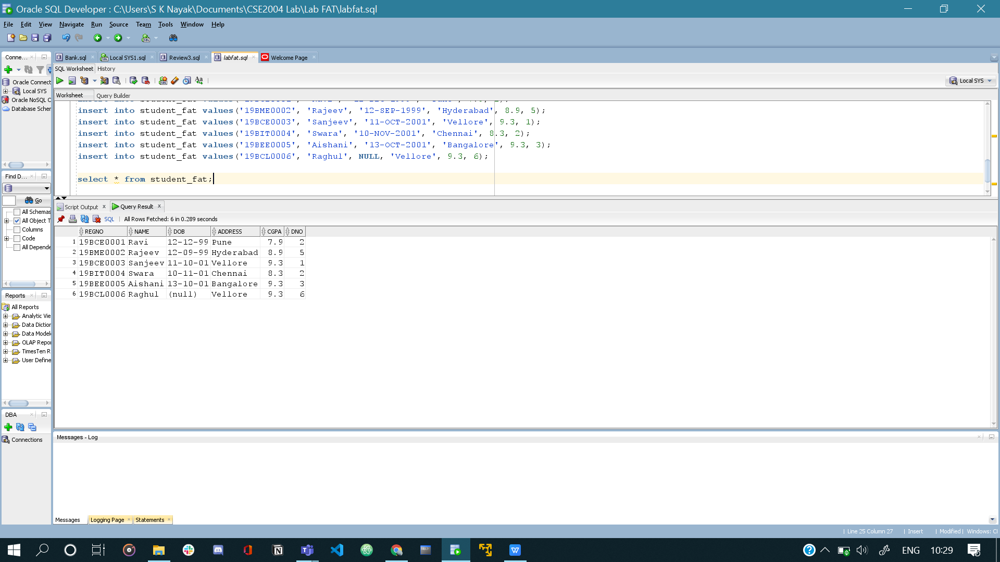 Oracle SQL Developer : C:\Users\S K Nayak\Documents\CSE2004 Lab\Lab FAT\labfat.sql
File Edit View Navigate Run Source Team Tools Window Help
Conne...
Bank.sql
Local SYS1.sql
Review3.sql
labfat.sql
Welcome Page
SQL Worksheet History
Oracle Connect
Local SYS
Oracle NoSQL C
Database Scher
Local SYS
Worksheet
Query Builder
insert into student_fat values('19BME0002', 'Rajeev', '12-SEP-1999', 'Hyderabad', 8.9, 5);
insert into student_fat values('19BCE0003', 'Sanjeev', '11-OCT-2001', 'Vellore', 9.3, 1);
insert into student_fat values('19BIT0004', 'Swara', '10-NOV-2001', 'Chennai', 8.3, 2);
insert into student_fat values('19BEE0005', 'Aishani', '13-OCT-2001', 'Bangalore', 9.3, 3);
insert into student_fat values('19BCL0006', 'Raghul', NULL, 'Vellore', 9.3, 6);
select * from student_fat;
Find D...
Go
All Schemas
All Object T
Columns
Code
All Depende
Script Output
Query Result
SQL All Rows Fetched: 6 in 0.289 seconds
REGNO NAME DOB ADDRESS CGPA DNO
1 19BCE0001 Ravi 12-12-99 Pune 7.9 2
2 19BME0002 Rajeev 12-09-99 Hyderabad 8.9 5
3 19BCE0003 Sanjeev 11-10-01 Vellore 9.3 1
4 19BIT0004 Swara 10-11-01 Chennai 8.3 2
5 19BEE0005 Aishani 13-10-01 Bangalore 9.3 3
6 19BCL0006 Raghul (null) Vellore 9.3 6
Reports
All Reports
Analytic Vie
Data Diction
Data Model
OLAP Repo
TimesTen R
User Define
DBA
Connections
Messages - Log
Messages
Logging Page
Statements
Line 25 Column 27 Insert Modified Windows: C
ENG 10:29